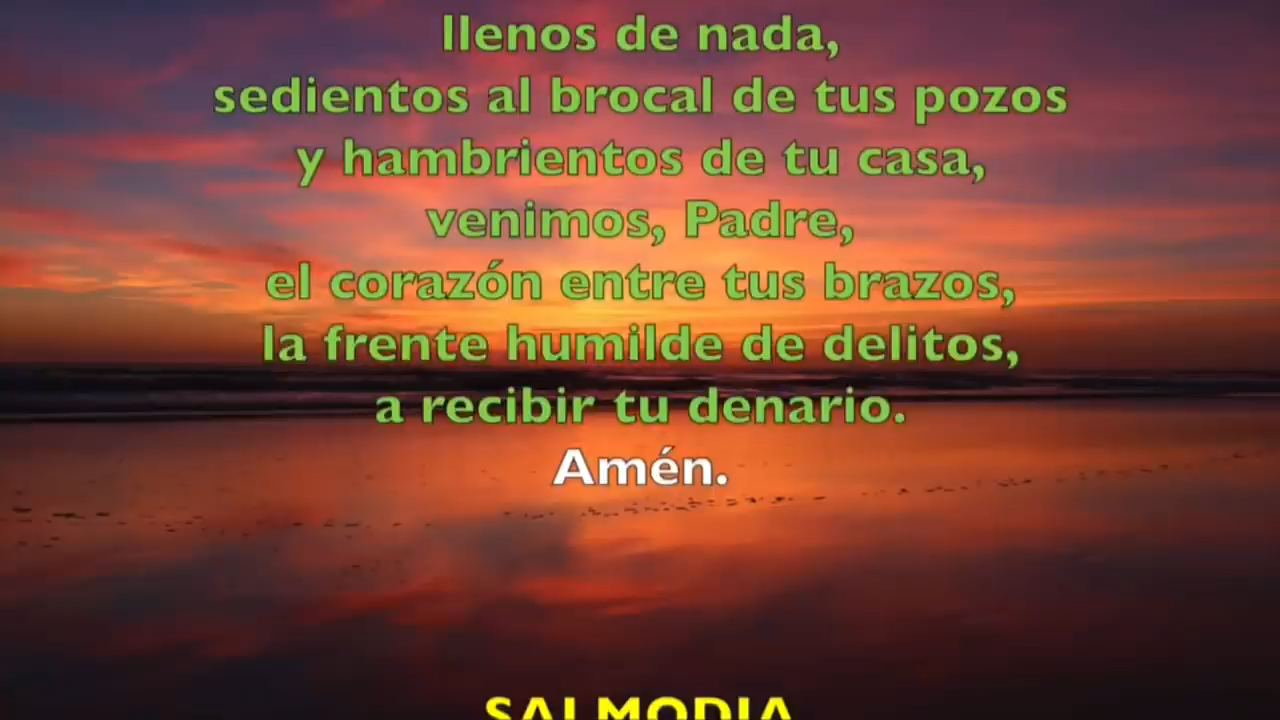 llenos de nada,
sedientos al brocal de tus pozos
y hambrientos de tu casa,
venimos, Padre,
el corazón entre tus brazos,
la frente humilde de delitos,
a recibir tu denario.
Amén.
SALMODIA